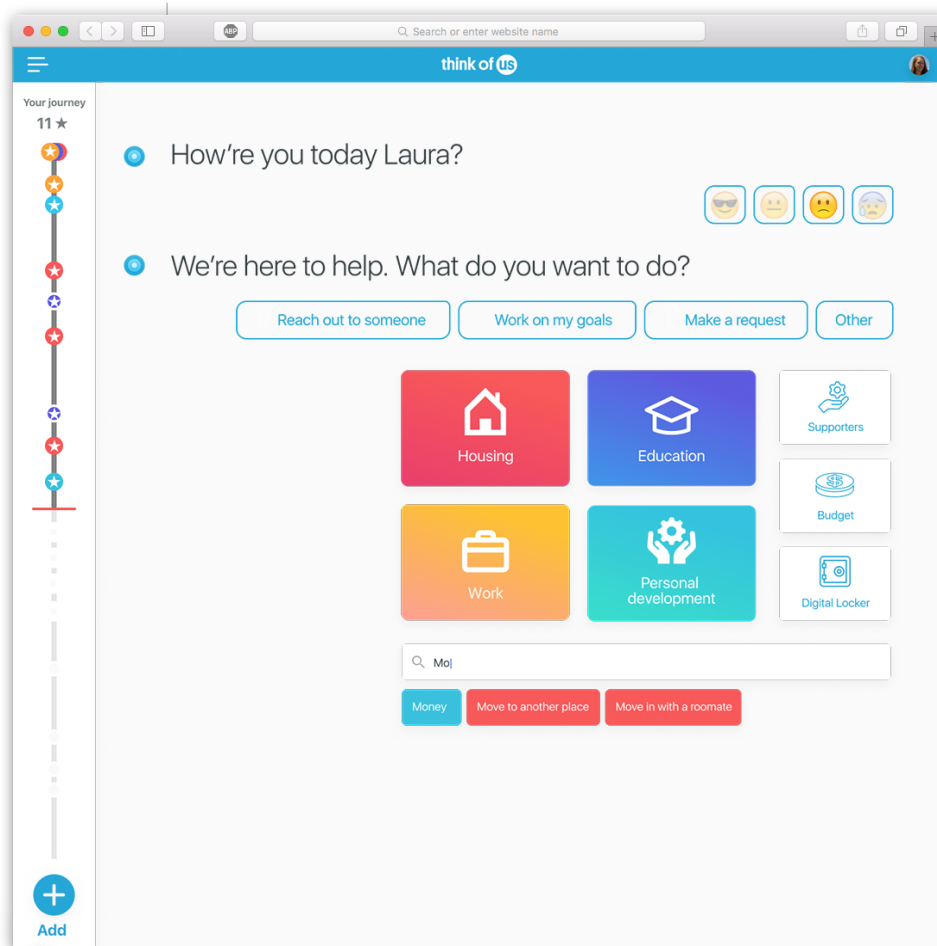 ABP
Search or enter website name
think of us
Your journey
11
How're you today Laura?
We're here to help. What do you want to do?
Reach out to someone
Work on my goals
Make a request
Other
Housing
Education
Supporters
Budget
Work
Personal
development
Digital Locker
Mo
Money
Move to another place
Move in with a roomate
Add